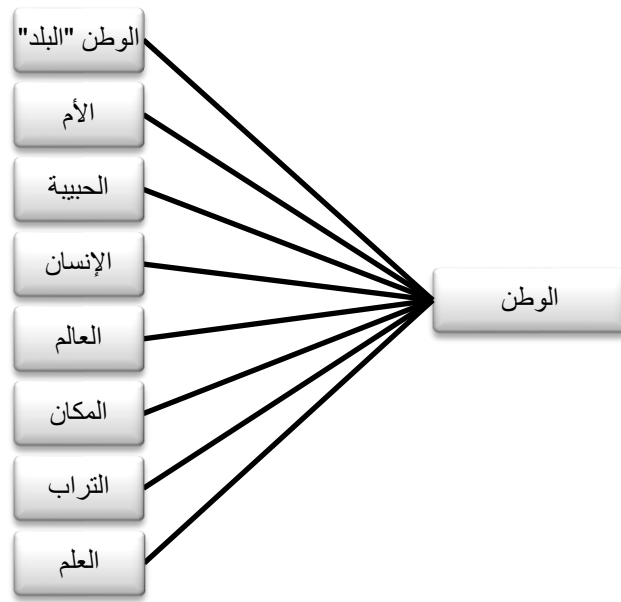 الوطن "البلد"
الأم
الحبيبة
الإنسان
الوطن
العالم
المكان
التراب
العلم